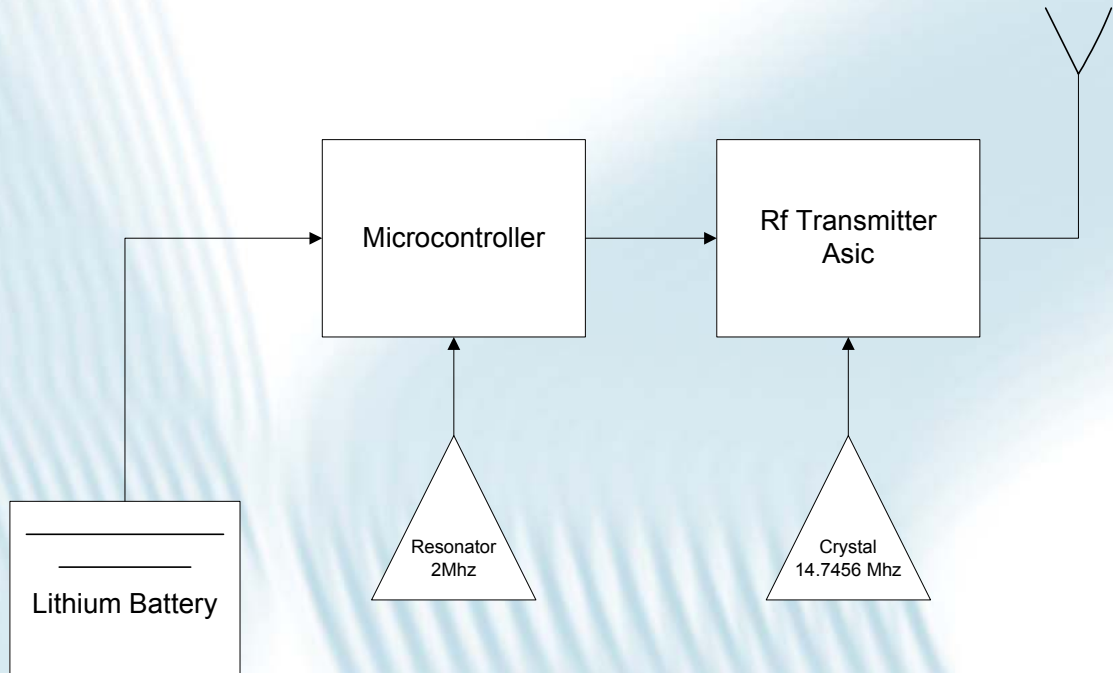 Microcontroller
Rf Transmitter
Asic
Resonator
2Mhz
Crystal
14.7456 Mhz
Lithium Battery